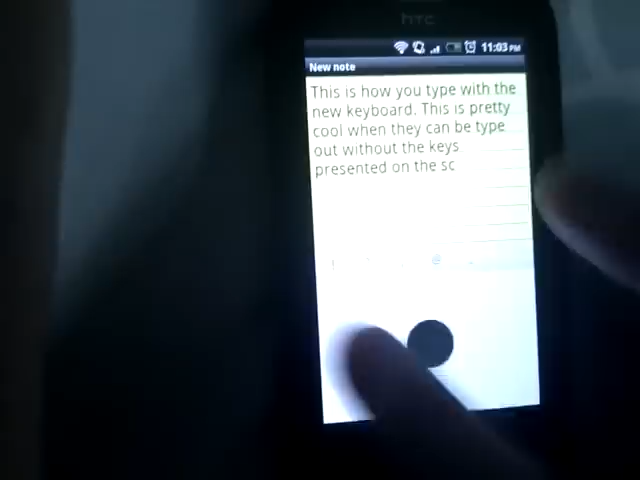 hTC
11:03 PM
New note
This is how you type with the
new keyboard. This is pretty
cool when they can be type
out without the keys
presented on the sc
@